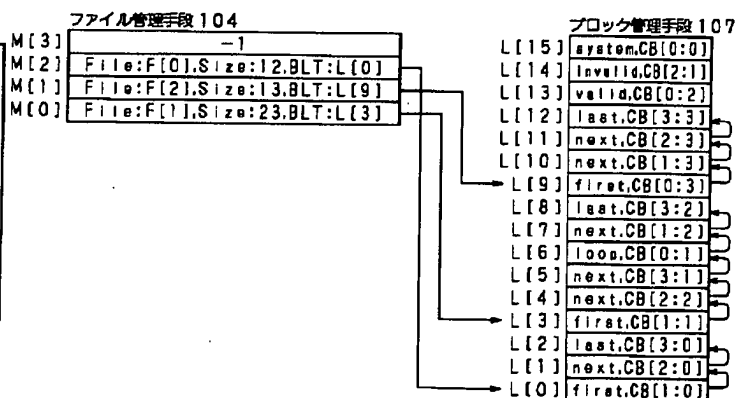 ファイル管理手段104
M[3] -1
M[2] File:F[0],Size:12,BLT:L[0]
M[1] File:F[2],Size:13,BLT:L[9]
M[0] File:F[1],Size:23,BLT:L[3]
ブロック管理手段107
L[15] system,CB[0:0]
L[14] Invalid,CB[2:1]
L[13] valid,CB[0:2]
L[12] last,CB[3:3]
L[11] next,CB[2:3]
L[10] next,CB[1:3]
L[9] first,CB[0:3]
L[8] last,CB[3:2]
L[7] next,CB[1:2]
L[6] loop,CB[0:1]
L[5] next,CB[3:1]
L[4] next,CB[2:2]
L[3] first,CB[1:1]
L[2] last,CB[3:0]
L[1] next,CB[2:0]
L[0] first,CB[1:0]